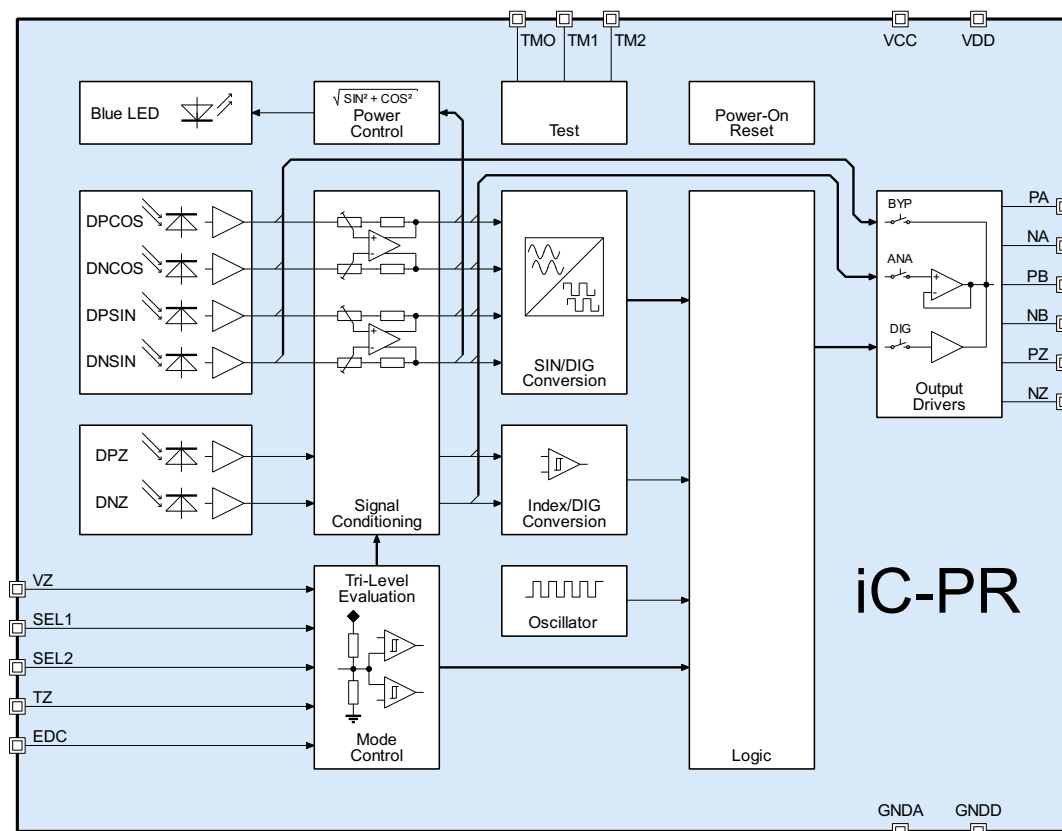 TMO TM1 TM2 VCC VDD
Blue LED
√SIN² + COS²
Power
Control
Test
Power-On
Reset
DPCOS
DNCOS
DPSIN
DNSIN
SIN/DIG
Conversion
BYP
ANA
DIG
Output
Drivers
PA
NA
PB
NB
PZ
NZ
DPZ
DNZ
Signal
Conditioning
Index/DIG
Conversion
VZ
SEL1
SEL2
TZ
EDC
Tri-Level
Evaluation
Mode
Control
Oscillator
Logic
iC-PR
GNDA GNDD